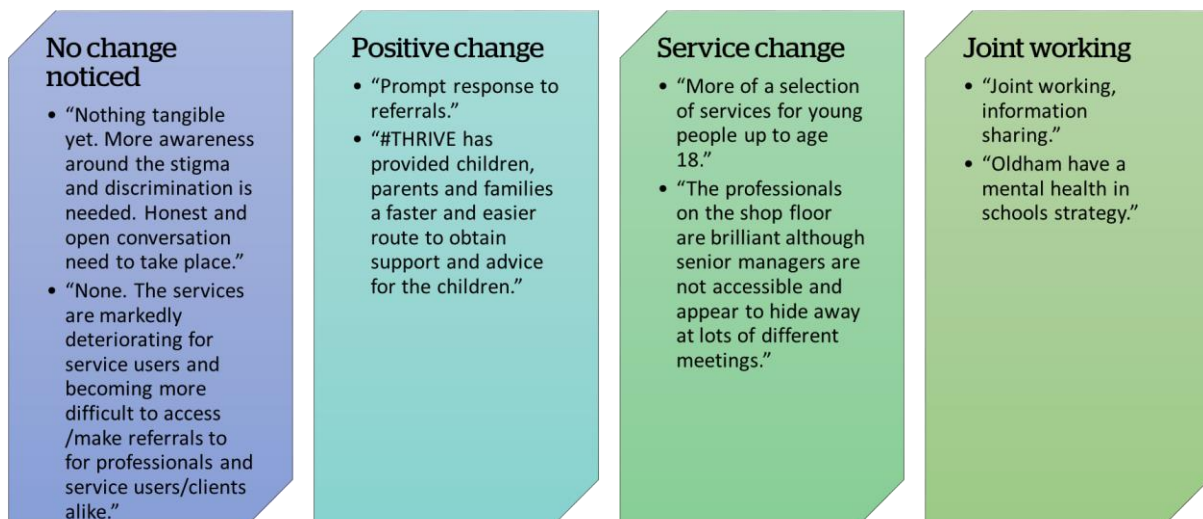 No change
noticed
• “Nothing tangible
yet. More awareness
around the stigma
and discrimination is
needed. Honest and
open conversation
need to take place.”
• “None. The services
are markedly
deteriorating for
service users and
becoming more
difficult to access
/make referrals to
for professionals and
service users/clients
alike.”
Positive change
• “Prompt response to
referrals.”
• “#THRIVE has
provided children,
parents and families
a faster and easier
route to obtain
support and advice
for the children.”
Service change
• “More of a selection
of services for young
people up to age
18.”
• “The professionals
on the shop floor
are brilliant although
senior managers are
not accessible and
appear to hide away
at lots of different
meetings.”
Joint working
• “Joint working,
information
sharing.”
• “Oldham have a
mental health in
schools strategy.”